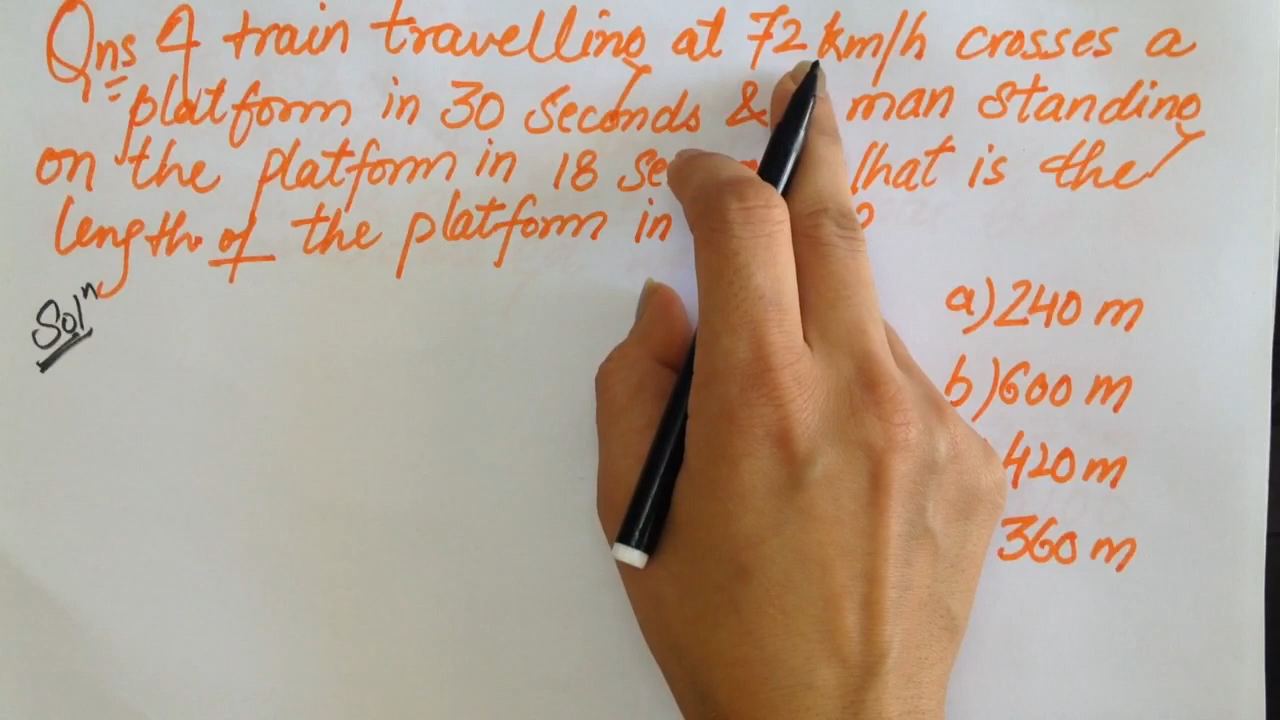 Qns A train travelling at 72 km/h crosses a
platform in 30 seconds & man standing
on the platform in 18 hat is the
length of the platform in
Solⁿ
a) 240 m
b) 600 m
420 m
360 m